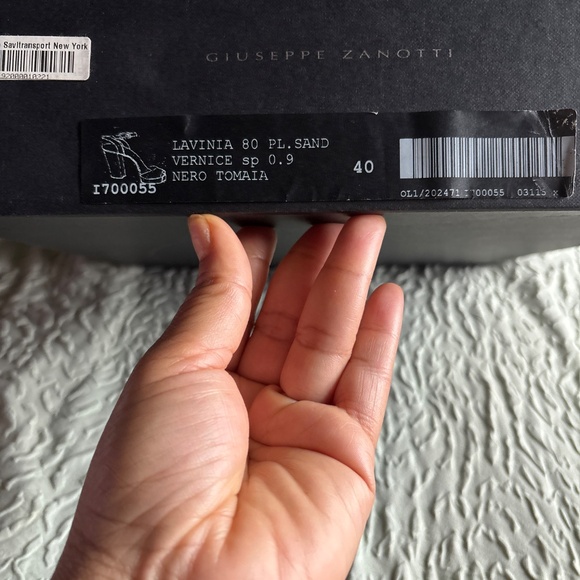 Savitransport New York
GIUSEPPE ZANOTTI
LAVINIA 80 PL.SAND
VERNICE sp 0.9
NERO TOMAIA
40
I700055
OL1/202471 I700055